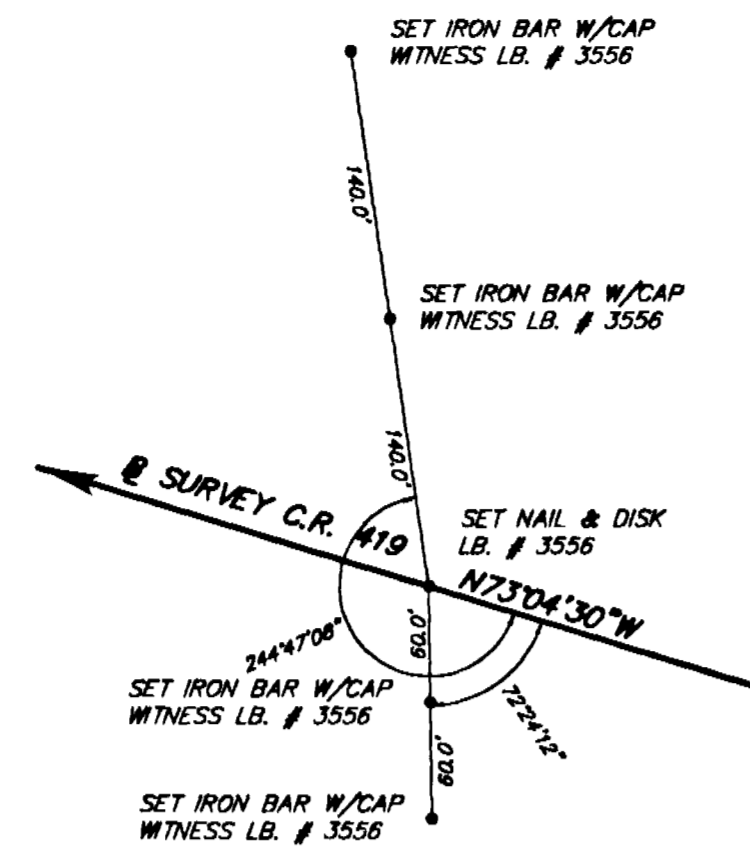 SET IRON BAR W/CAP
WITNESS LB. # 3556
140.0'
SET IRON BAR W/CAP
WITNESS LB. # 3556
140.0'
℄ SURVEY C.R. 419
SET NAIL & DISK
LB. # 3556
N73°04'30"W
60.0'
244°47'08"
SET IRON BAR W/CAP
WITNESS LB. # 3556
72°24'12"
60.0'
SET IRON BAR W/CAP
WITNESS LB. # 3556